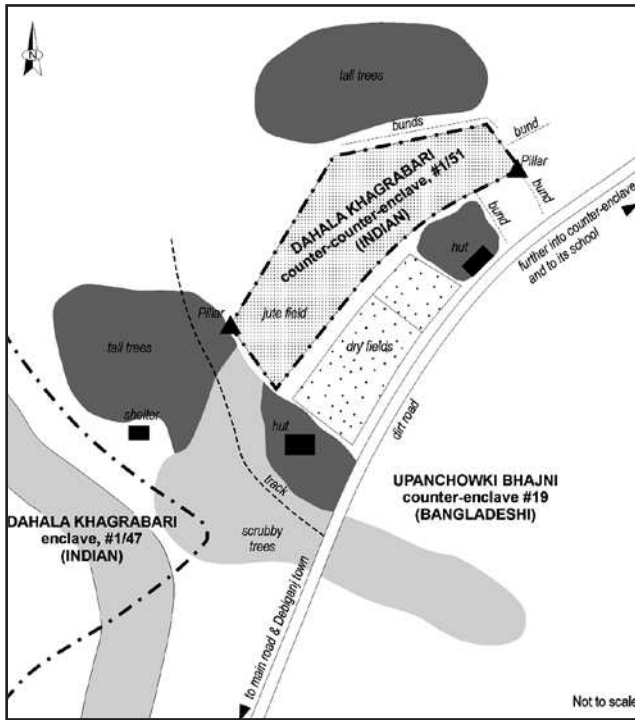 N
tall trees
bunds
bund
Pillar
DAHALA KHAGRABARI
counter-counter-enclave, #1/51
(INDIAN)
bund
bund
further into counter-enclave
and to its school
hut
Pillar
jute field
tall trees
dry fields
shelter
hut
dirt road
track
UPANCHOWKI BHAJNI
counter-enclave #19
(BANGLADESHI)
DAHALA KHAGRABARI
enclave, #1/47
(INDIAN)
scrubby
trees
to main road & Debiganj town
Not to scale